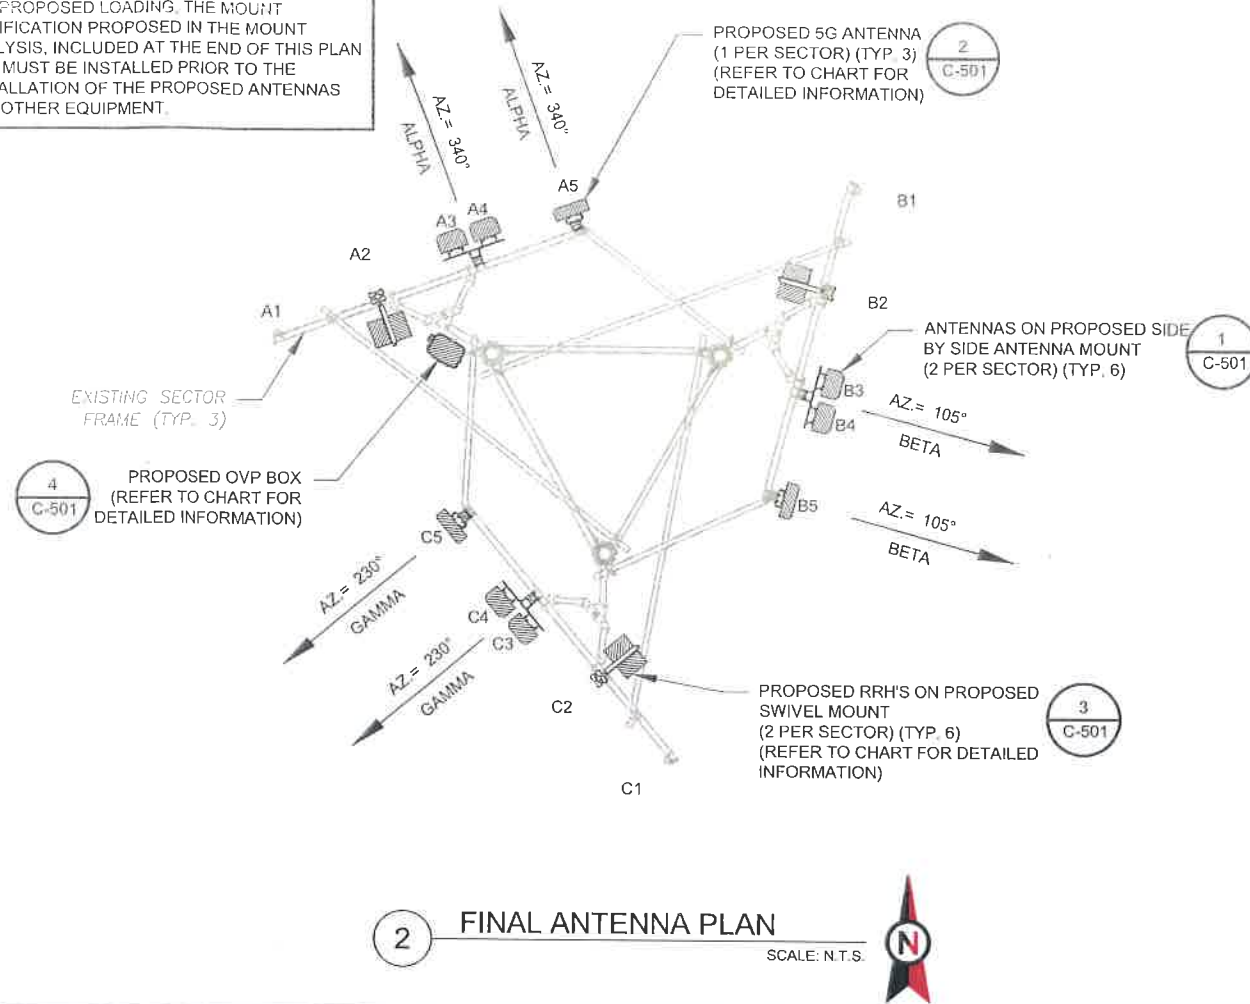 PROPOSED LOADING, THE MOUNT
IFICATION PROPOSED IN THE MOUNT
LYSIS, INCLUDED AT THE END OF THIS PLAN
MUST BE INSTALLED PRIOR TO THE
ALLATION OF THE PROPOSED ANTENNAS
OTHER EQUIPMENT.
PROPOSED 5G ANTENNA
(1 PER SECTOR) (TYP. 3)
(REFER TO CHART FOR
DETAILED INFORMATION)
2
C-501
AZ.= 340°
ALPHA
AZ.= 340°
ALPHA
A5
A3
A4
A2
A1
B1
B2
ANTENNAS ON PROPOSED SIDE
BY SIDE ANTENNA MOUNT
(2 PER SECTOR) (TYP. 6)
1
C-501
B3
B4
AZ.= 105°
BETA
B5
AZ.= 105°
BETA
EXISTING SECTOR
FRAME (TYP. 3)
PROPOSED OVP BOX
(REFER TO CHART FOR
DETAILED INFORMATION)
4
C-501
C5
AZ.= 230°
GAMMA
C4
C3
AZ.= 230°
GAMMA
C2
C1
PROPOSED RRH'S ON PROPOSED
SWIVEL MOUNT
(2 PER SECTOR) (TYP. 6)
(REFER TO CHART FOR DETAILED
INFORMATION)
3
C-501
2
FINAL ANTENNA PLAN
SCALE: N.T.S.
N